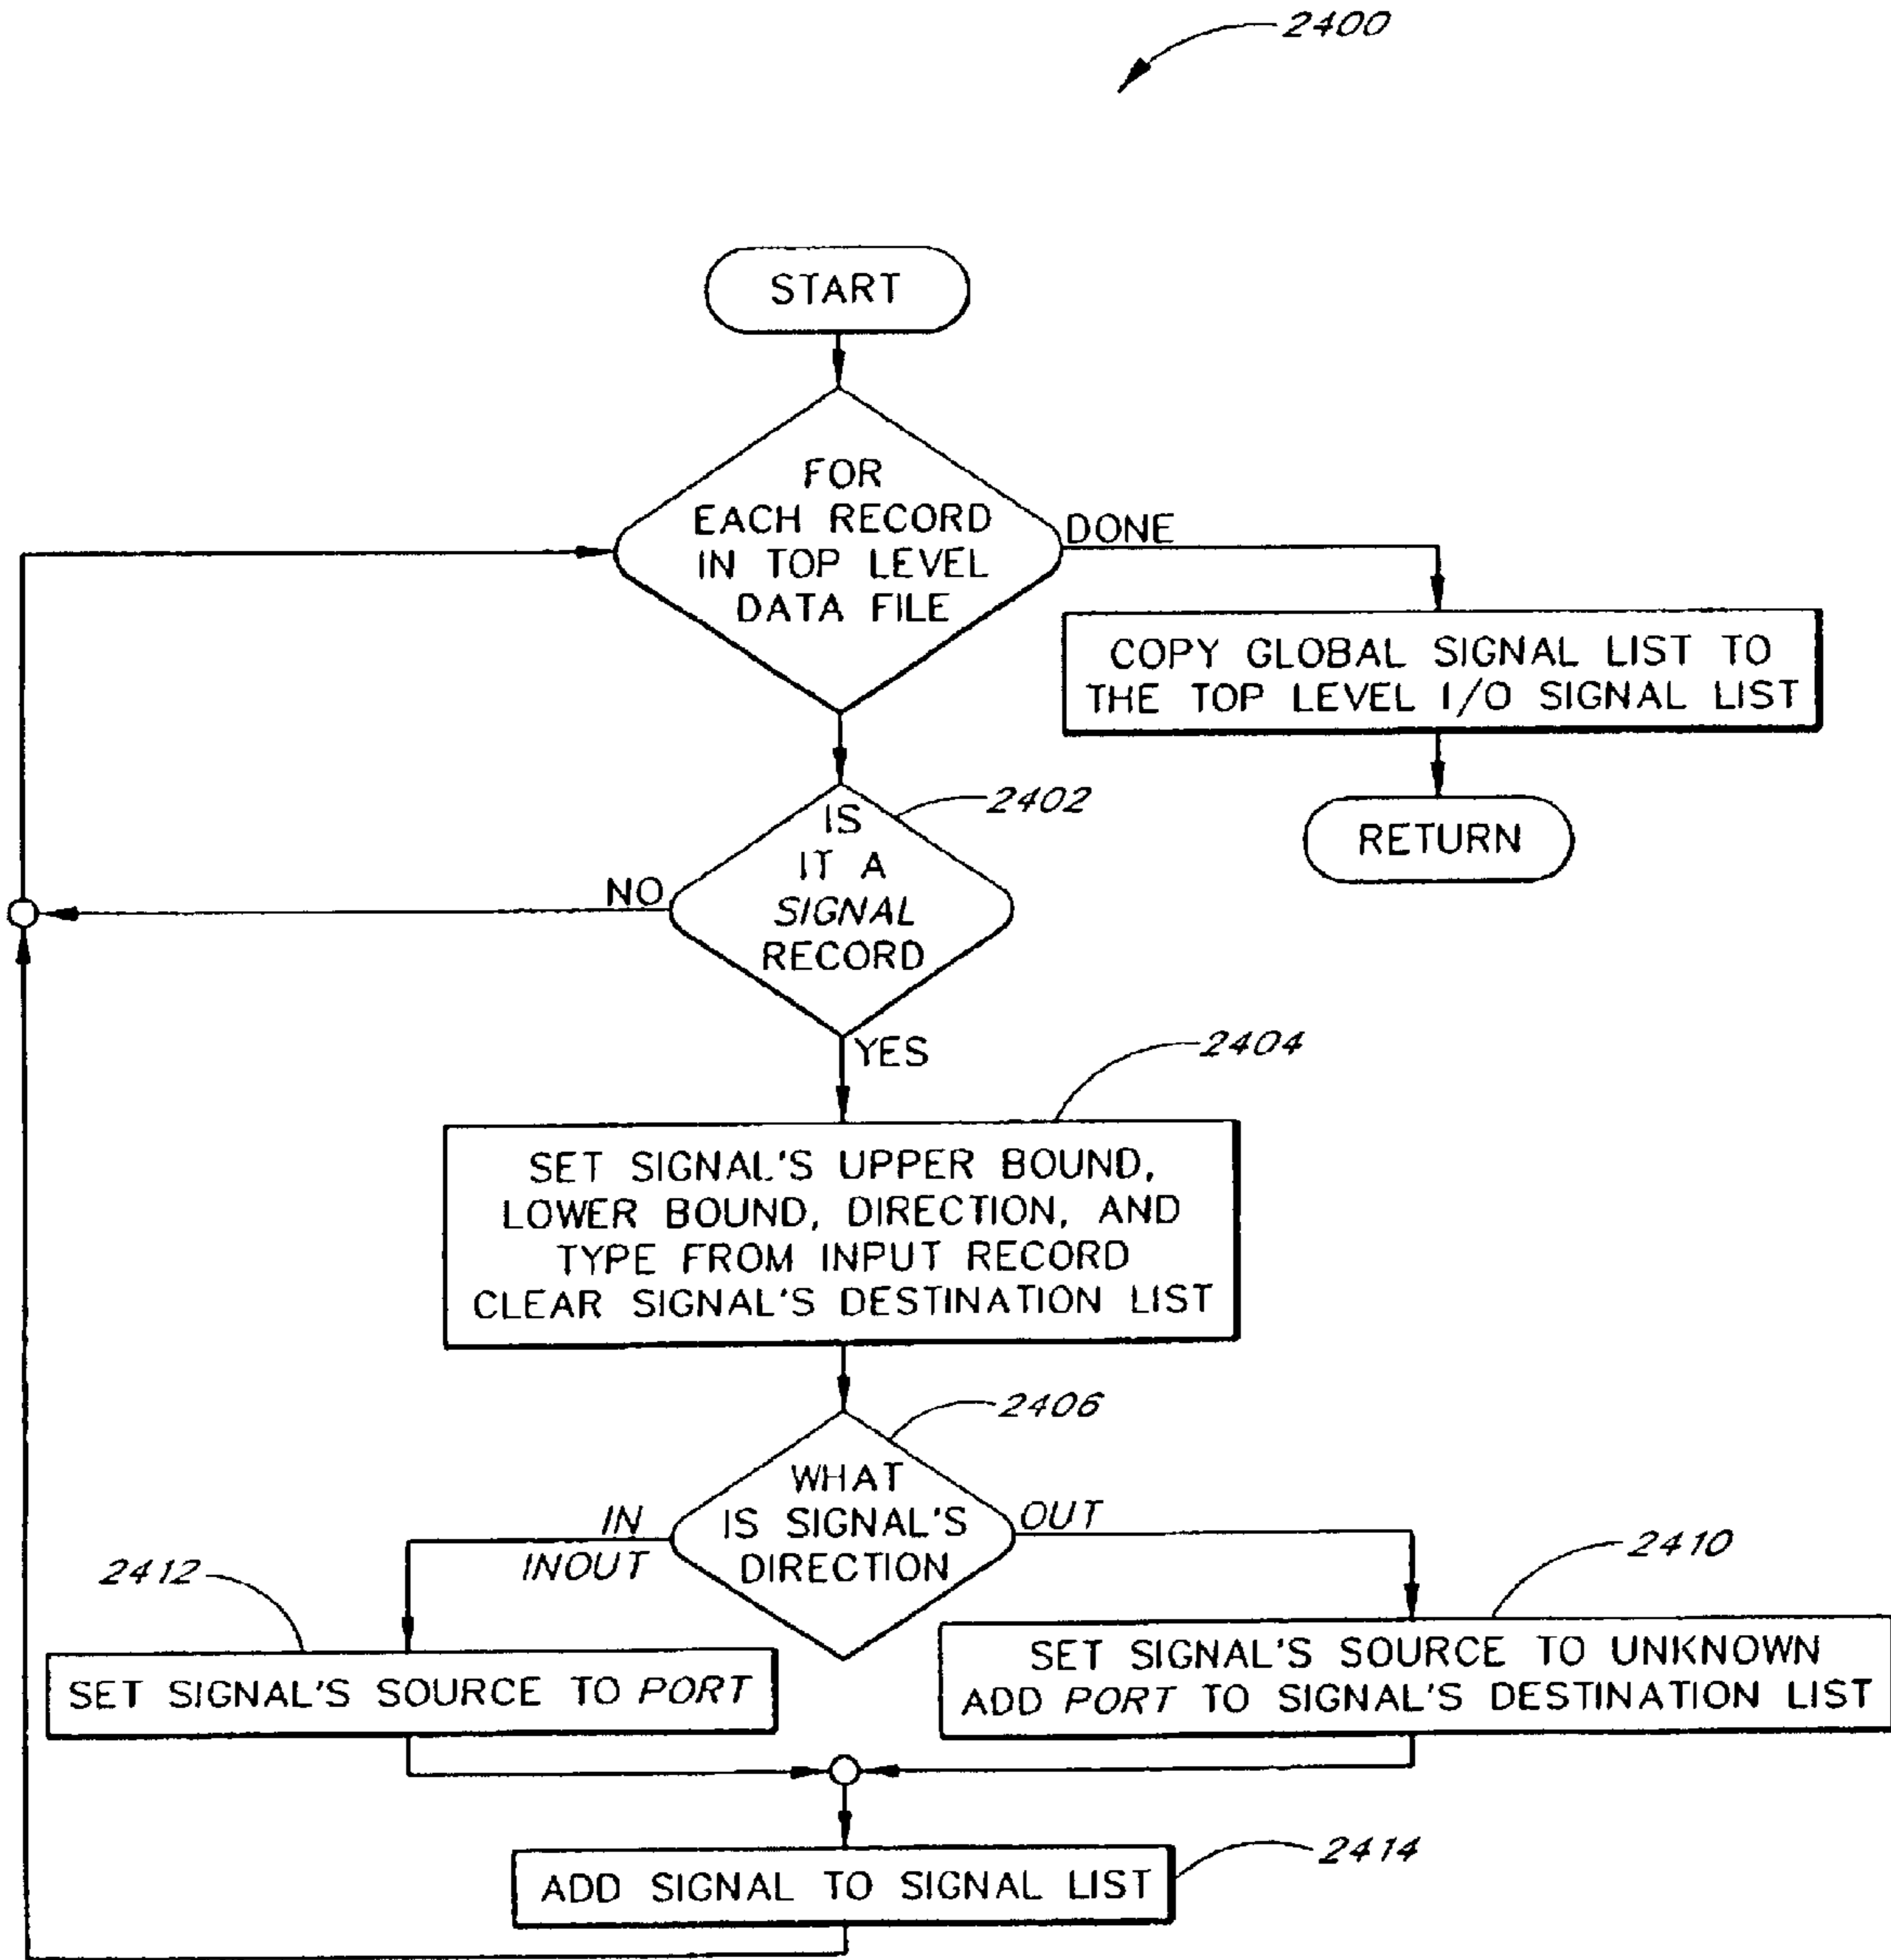 2400
START
FOR
EACH RECORD
IN TOP LEVEL
DATA FILE
DONE
COPY GLOBAL SIGNAL LIST TO
THE TOP LEVEL I/O SIGNAL LIST
RETURN
2402
IS
IT A
SIGNAL
RECORD
NO
YES
2404
SET SIGNAL'S UPPER BOUND,
LOWER BOUND, DIRECTION, AND
TYPE FROM INPUT RECORD
CLEAR SIGNAL'S DESTINATION LIST
2406
WHAT
IS SIGNAL'S
DIRECTION
IN
INOUT
OUT
2412
SET SIGNAL'S SOURCE TO PORT
2410
SET SIGNAL'S SOURCE TO UNKNOWN
ADD PORT TO SIGNAL'S DESTINATION LIST
ADD SIGNAL TO SIGNAL LIST
2414